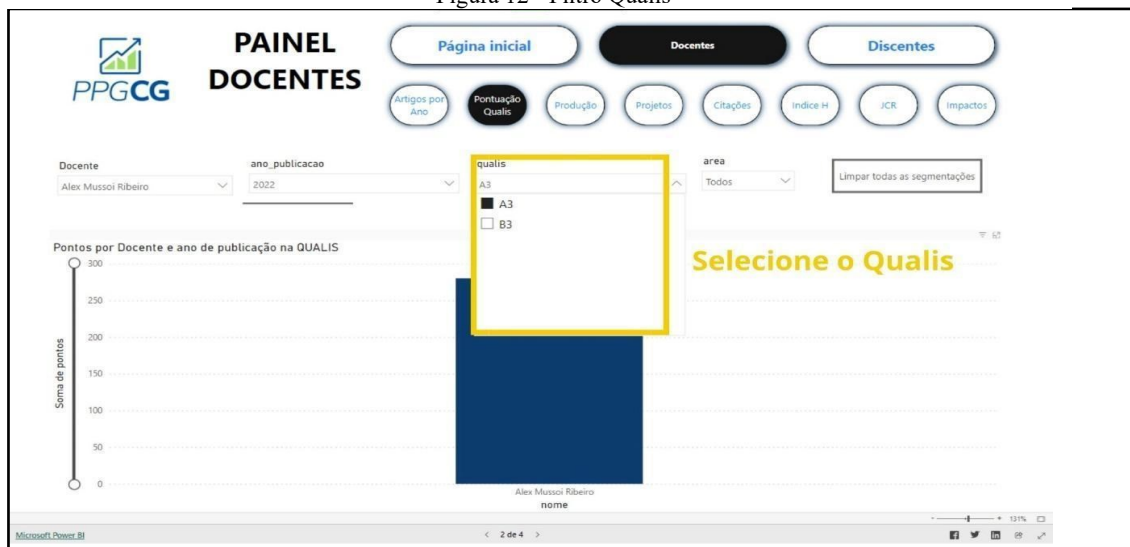 Figura 12 - Filtro Qualis
PPGCG
PAINEL
DOCENTES
Página inicial
Docentes
Discentes
Artigos por
Ano
Pontuação
Qualis
Produção
Projetos
Citações
Indice H
JCR
Impactos
Docente
Alex Mussoi Ribeiro
ano_publicacao
2022
qualis
A3
A3
B3
area
Todos
Limpar todas as segmentações
Selecione o Qualis
Pontos por Docente e ano de publicação na QUALIS
Soma de pontos
300
250
200
150
100
50
0
Alex Mussoi Ribeiro
nome
- + 131%
Microsoft Power BI
< 2 de 4 >